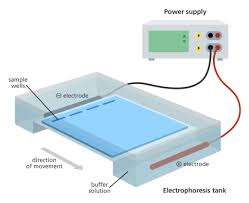 Power supply
sample
wells
⊖ electrode
⊕ electrode
direction
of movement
buffer
solution
Electrophoresis tank